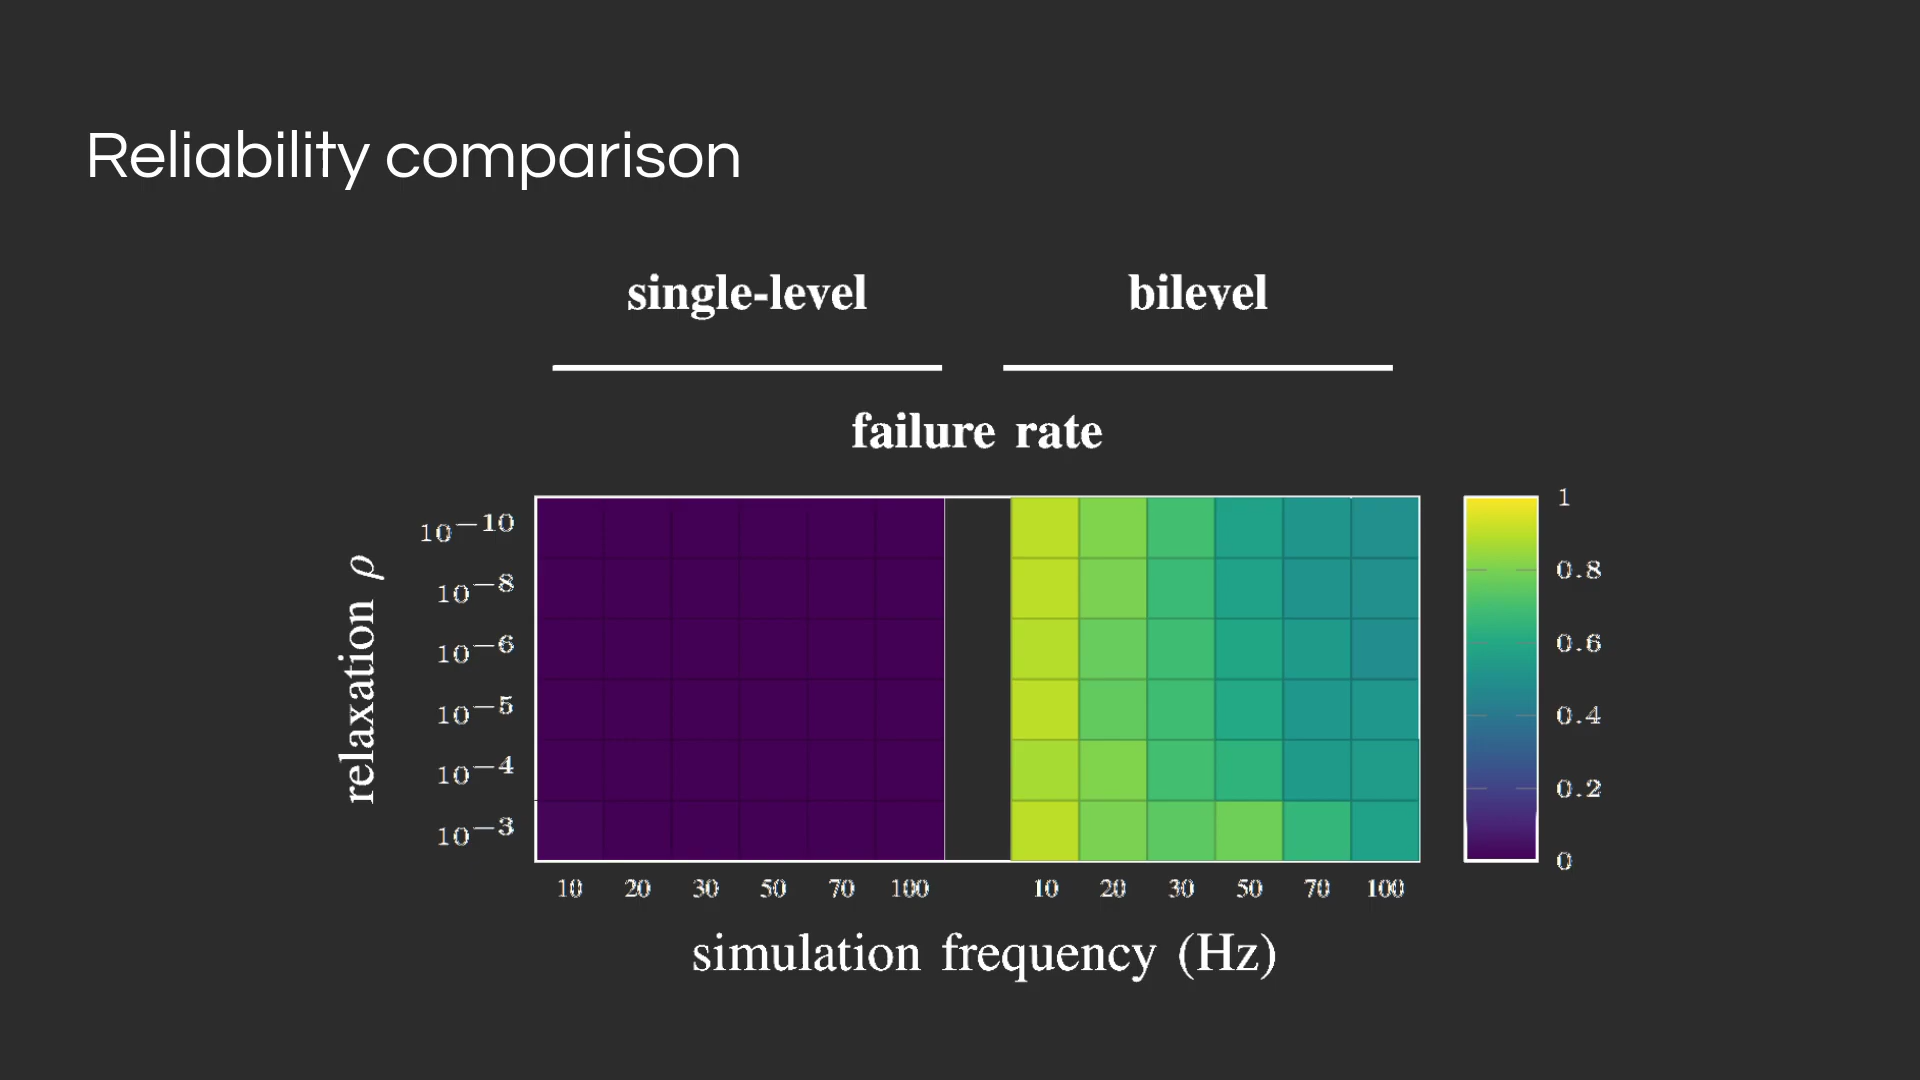 Reliability comparison
single-level bilevel
failure rate
relaxation ρ
10−10
10−8
10−6
10−5
10−4
10−3
1
0.8
0.6
0.4
0.2
0
10 20 30 50 70 100 10 20 30 50 70 100
simulation frequency (Hz)